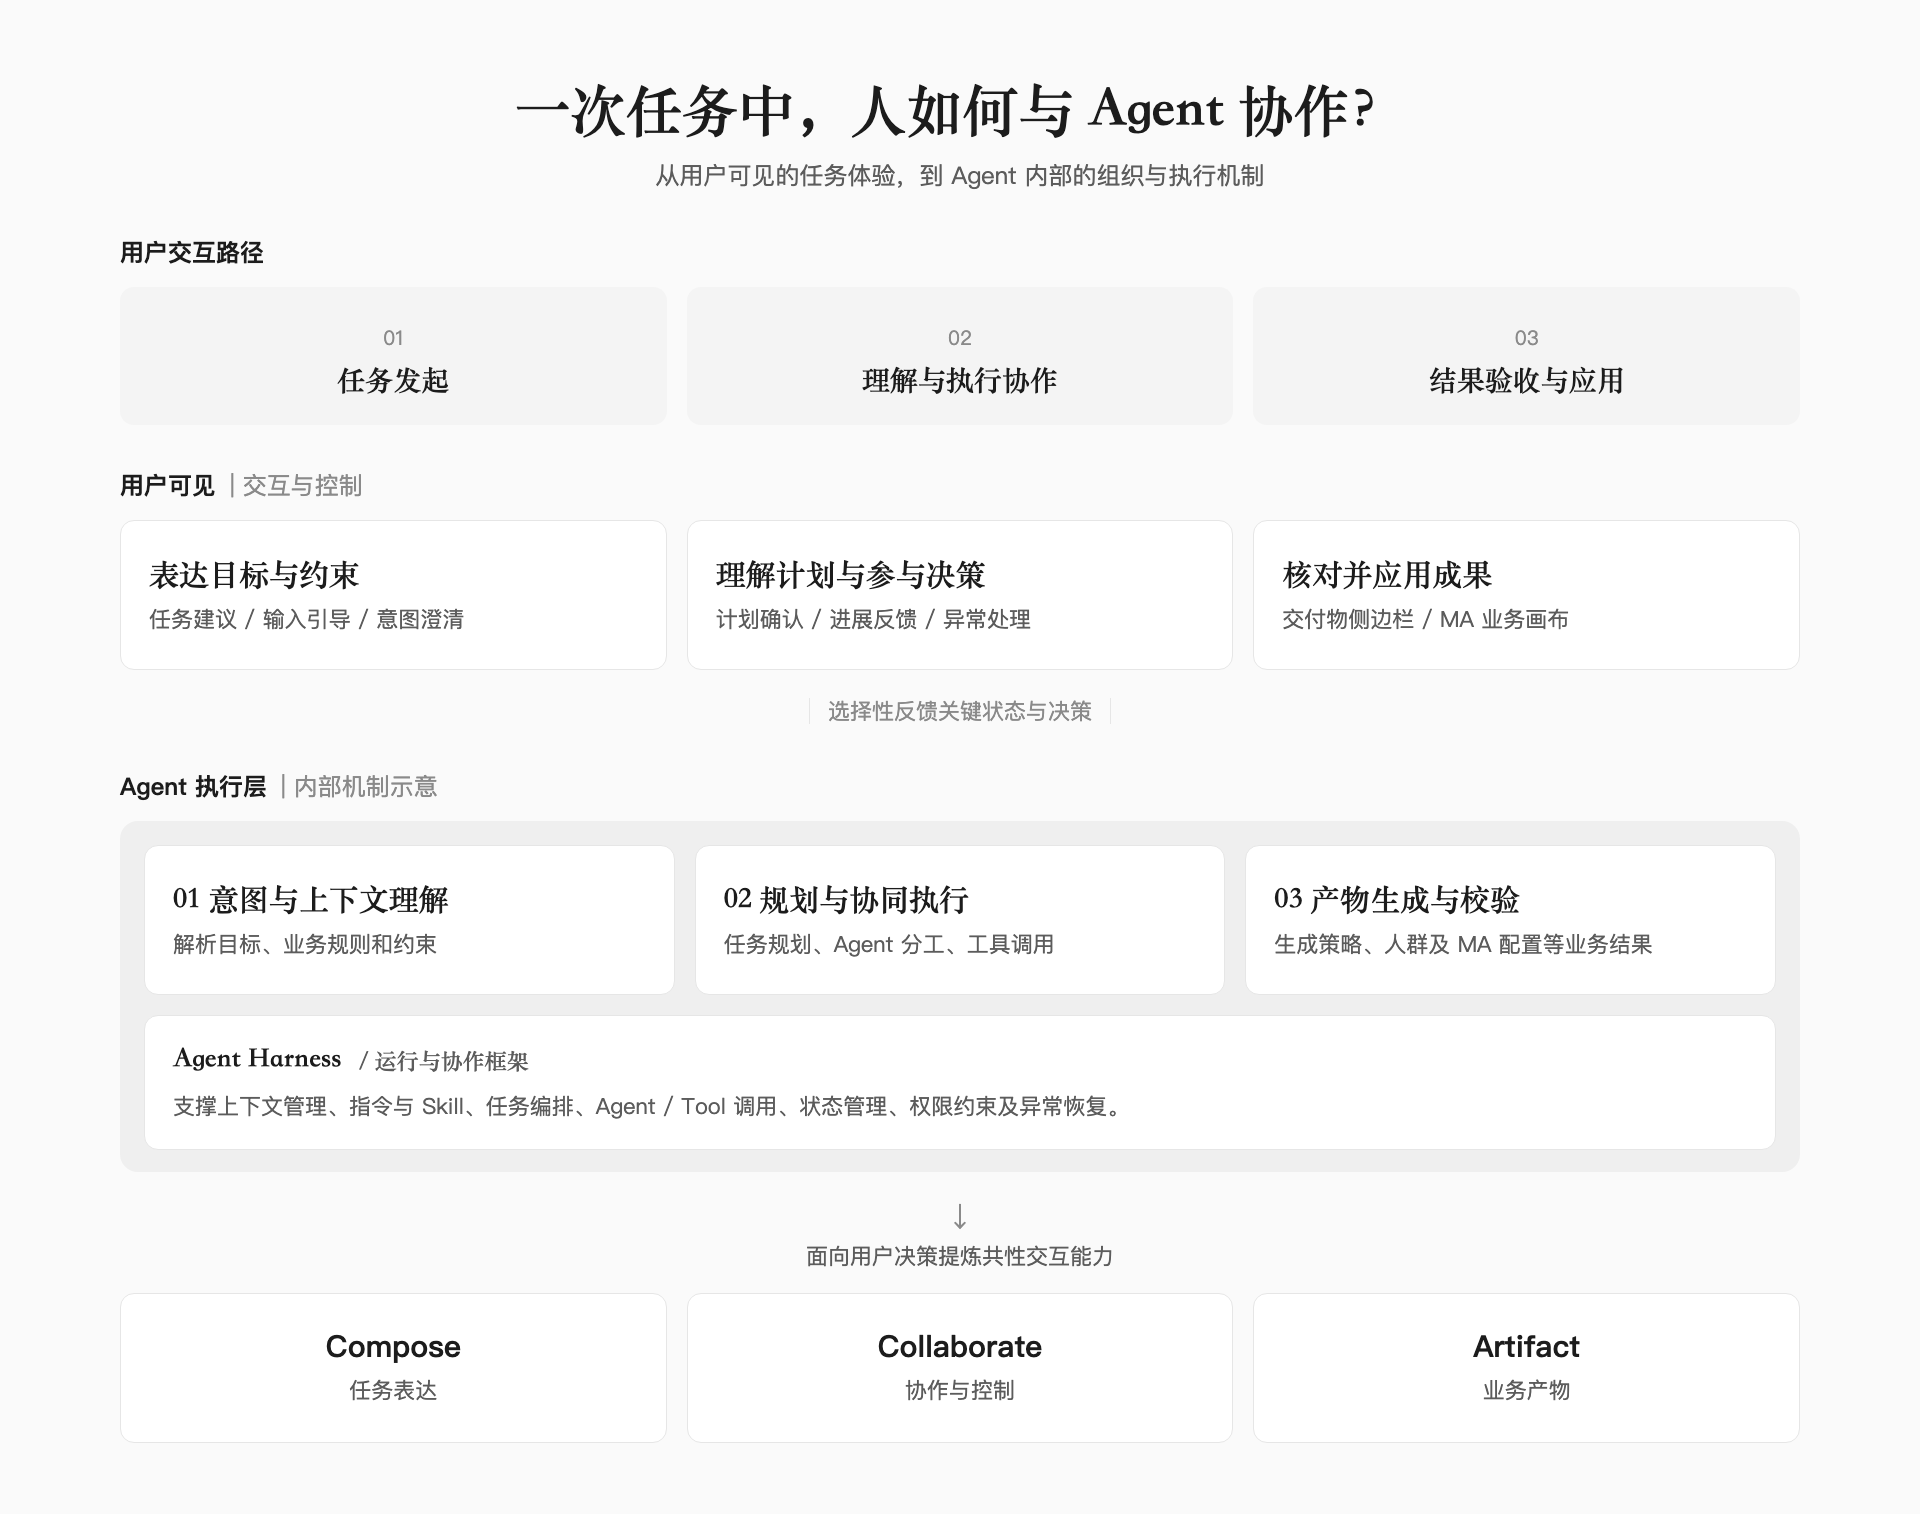 一次任务中，人如何与 Agent 协作？
从用户可见的任务体验，到 Agent 内部的组织与执行机制
用户交互路径
01
任务发起
02
理解与执行协作
03
结果验收与应用
用户可见 | 交互与控制
表达目标与约束
任务建议 / 输入引导 / 意图澄清
理解计划与参与决策
计划确认 / 进展反馈 / 异常处理
核对并应用成果
交付物侧边栏 / MA 业务画布
选择性反馈关键状态与决策
Agent 执行层 | 内部机制示意
01 意图与上下文理解
解析目标、业务规则和约束
02 规划与协同执行
任务规划、Agent 分工、工具调用
03 产物生成与校验
生成策略、人群及 MA 配置等业务结果
Agent Harness / 运行与协作框架
支撑上下文管理、指令与 Skill、任务编排、Agent / Tool 调用、状态管理、权限约束及异常恢复。
↓
面向用户决策提炼共性交互能力
Compose
任务表达
Collaborate
协作与控制
Artifact
业务产物